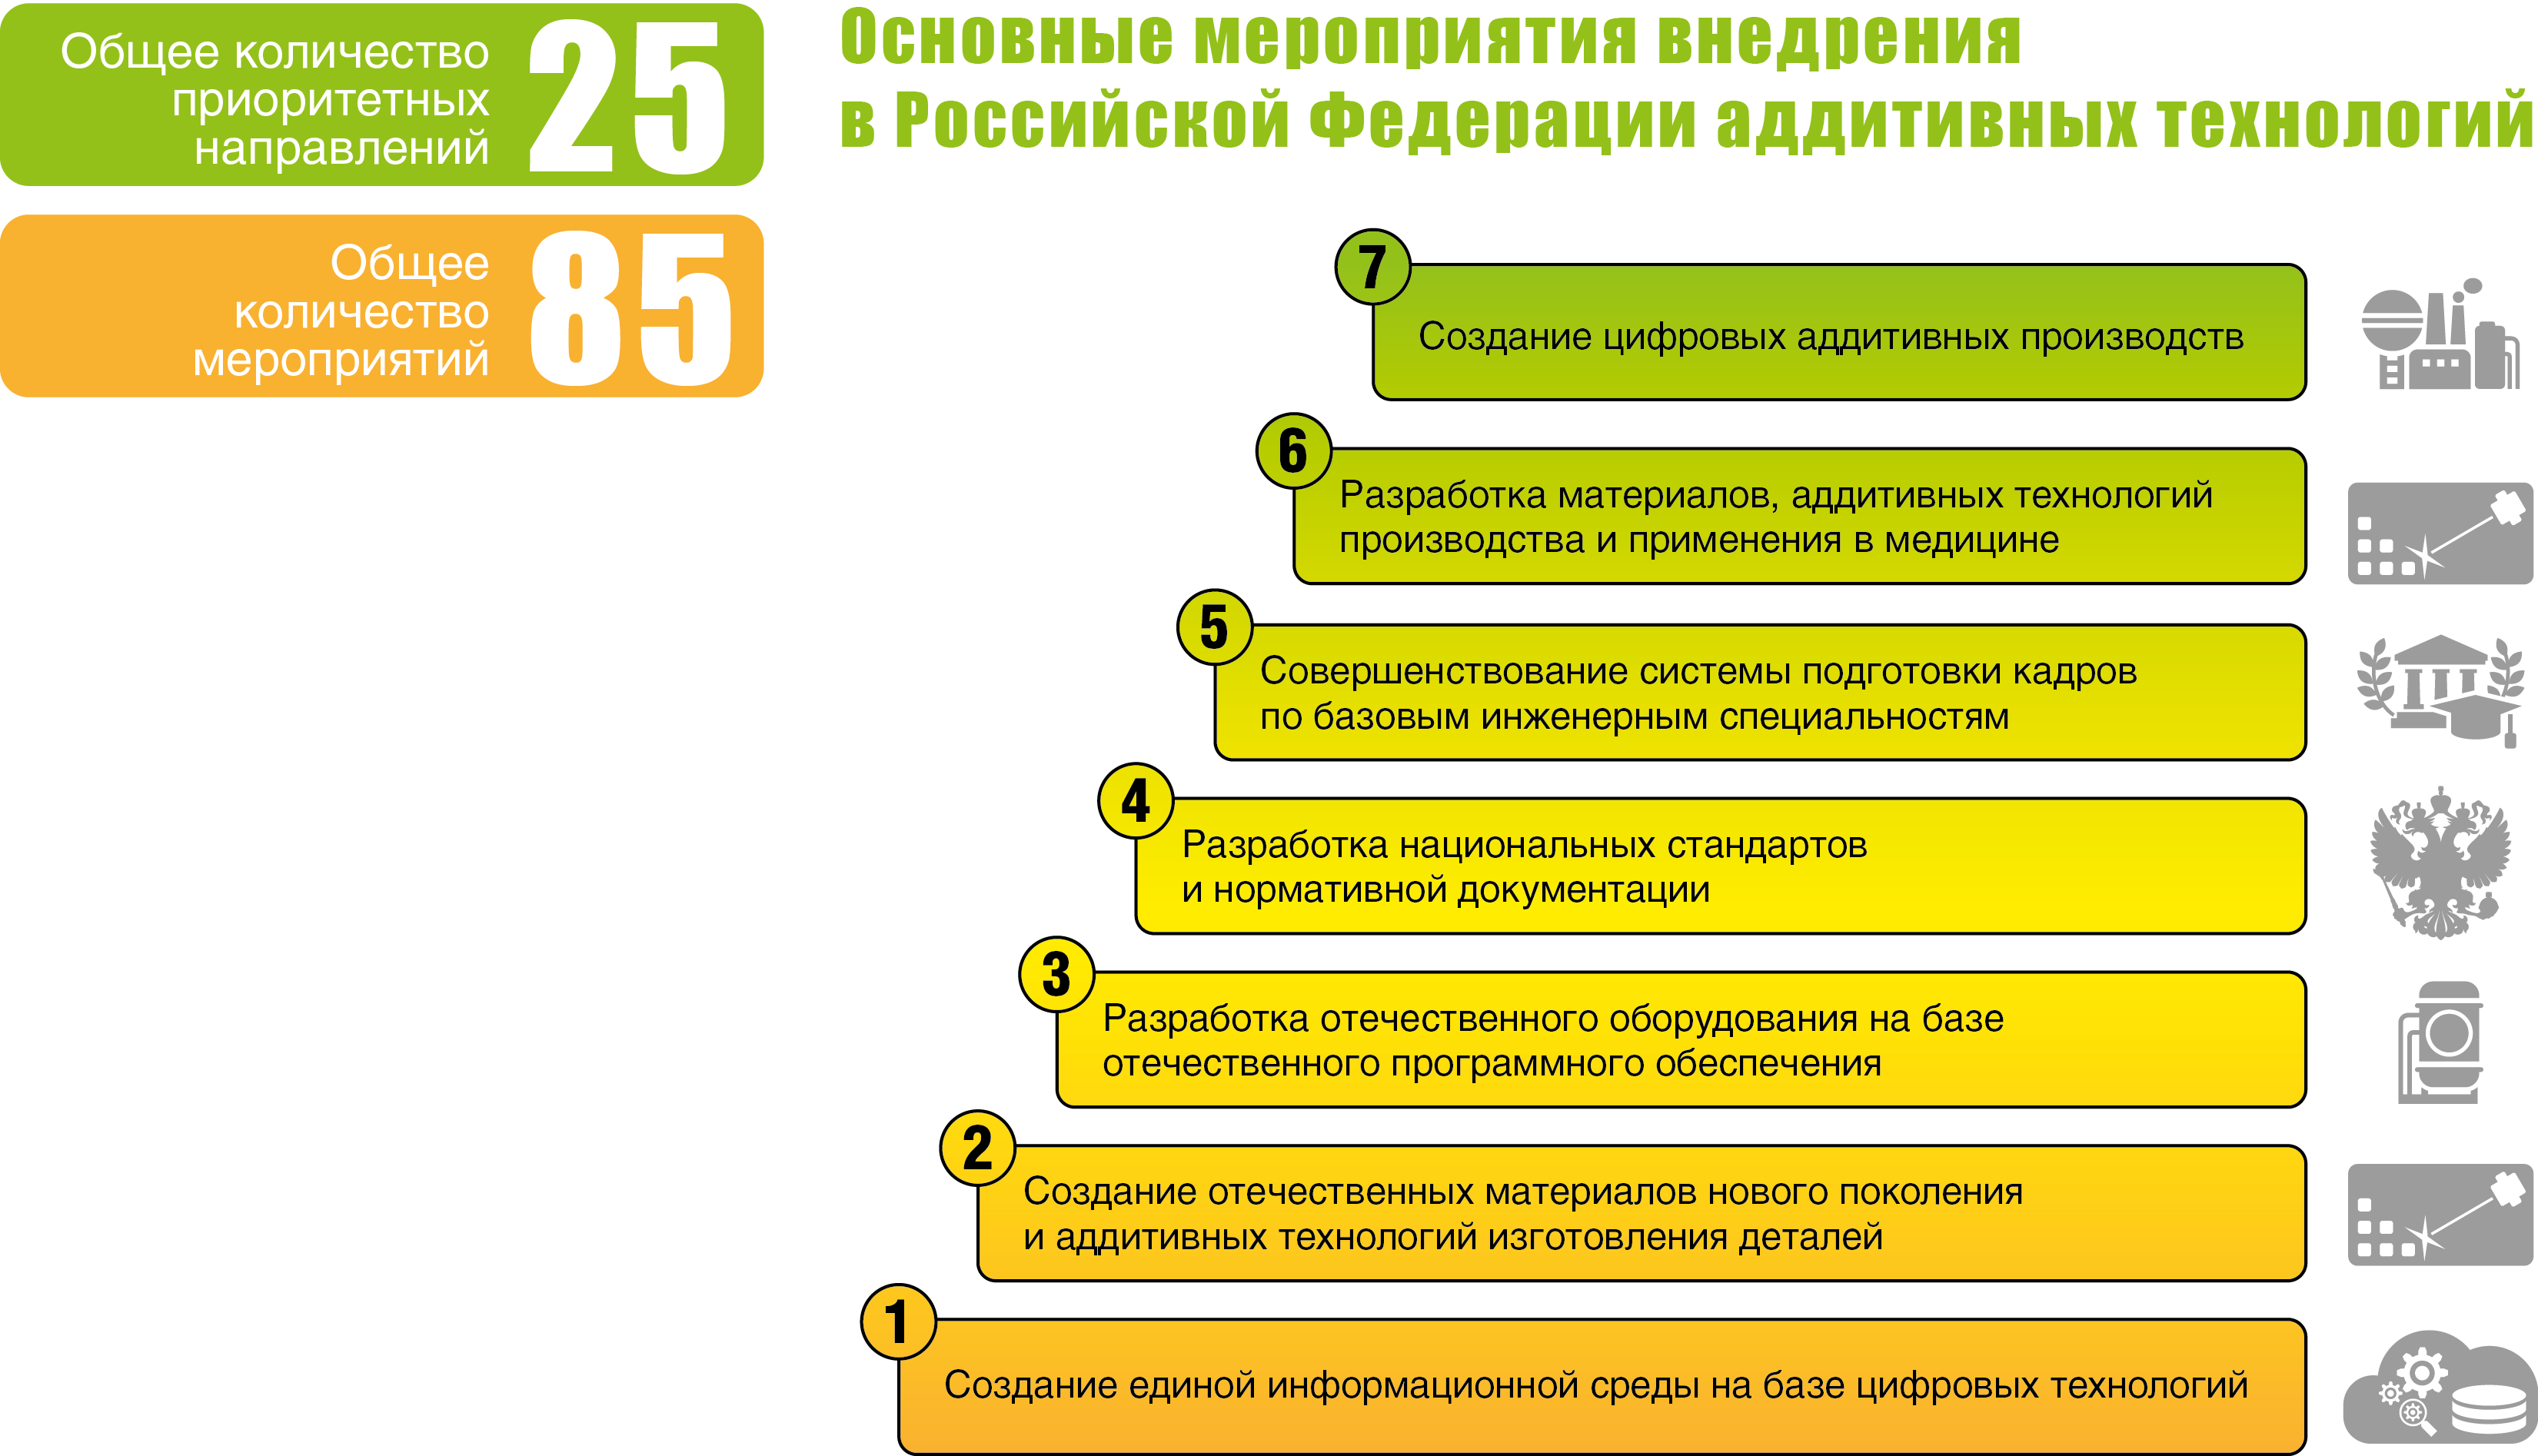 Общее количество
приоритетных
направлений
25
Общее
количество
мероприятий
85
Основные мероприятия внедрения
в Российской Федерации аддитивных технологий
7
Создание цифровых аддитивных производств
6
Разработка материалов, аддитивных технологий
производства и применения в медицине
5
Совершенствование системы подготовки кадров
по базовым инженерным специальностям
4
Разработка национальных стандартов
и нормативной документации
3
Разработка отечественного оборудования на базе
отечественного программного обеспечения
2
Создание отечественных материалов нового поколения
и аддитивных технологий изготовления деталей
1
Создание единой информационной среды на базе цифровых технологий